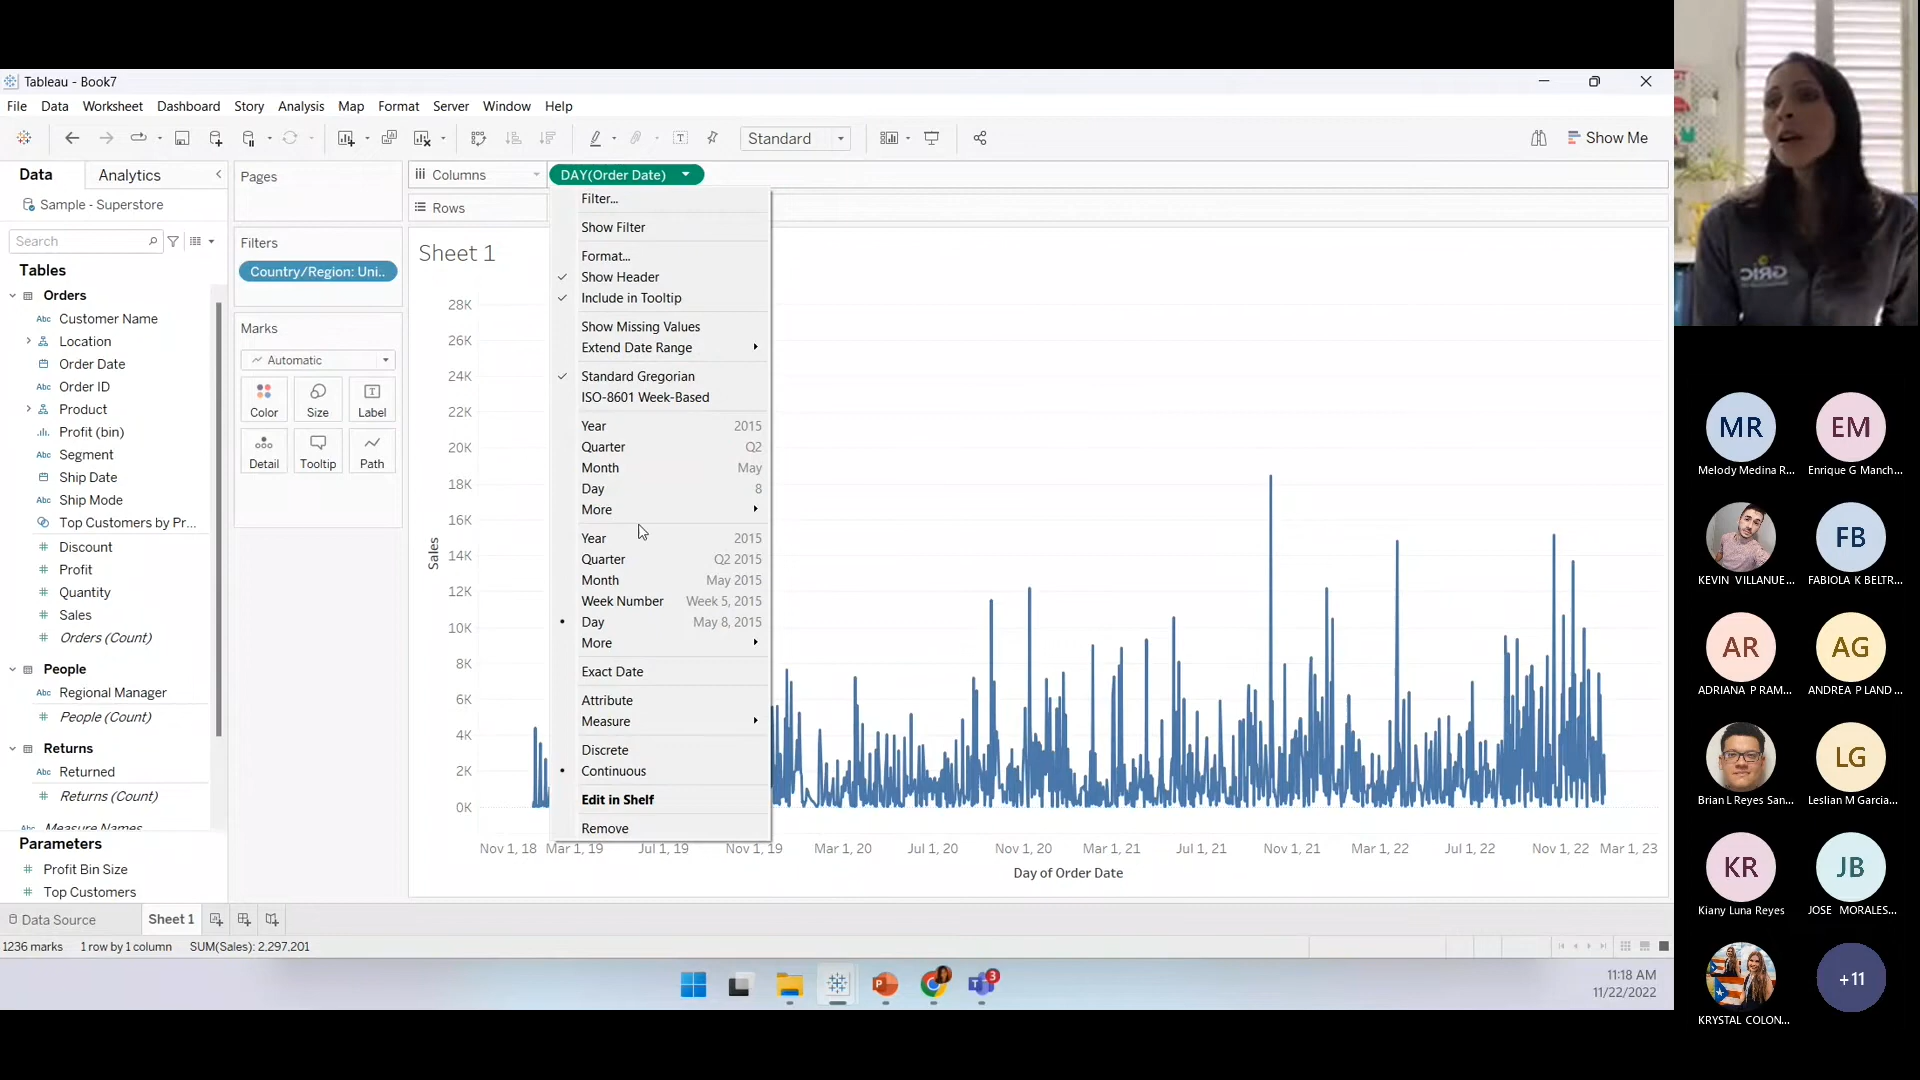 Tableau - Book7
File Data Worksheet Dashboard Story Analysis Map Format Server Window Help
Standard
Show Me
Data Analytics
Sample - Superstore
Search
Tables
Orders
Abc Customer Name
Location
Order Date
Abc Order ID
Product
Profit (bin)
Abc Segment
Ship Date
Abc Ship Mode
Top Customers by Pr...
# Discount
# Profit
# Quantity
# Sales
# Orders (Count)
People
Abc Regional Manager
# People (Count)
Returns
Abc Returned
# Returns (Count)
Abc Measure Names
Parameters
# Profit Bin Size
# Top Customers
Pages
Filters
Country/Region: Uni..
Marks
Automatic
Color Size Label
Detail Tooltip Path
Columns DAY(Order Date)
Rows
Sheet 1
Filter...
Show Filter
Format...
Show Header
Include in Tooltip
Show Missing Values
Extend Date Range
Standard Gregorian
ISO-8601 Week-Based
Year 2015
Quarter Q2
Month May
Day 8
More
Year 2015
Quarter Q2 2015
Month May 2015
Week Number Week 5, 2015
Day May 8, 2015
More
Exact Date
Attribute
Measure
Discrete
Continuous
Edit in Shelf
Remove
Sales
28K
26K
24K
22K
20K
18K
16K
14K
12K
10K
8K
6K
4K
2K
0K
Nov 1, 18 Mar 1, 19 Jul 1, 19 Nov 1, 19 Mar 1, 20 Jul 1, 20 Nov 1, 20 Mar 1, 21 Jul 1, 21 Nov 1, 21 Mar 1, 22 Jul 1, 22 Nov 1, 22 Mar 1, 23
Day of Order Date
Data Source Sheet 1
1236 marks 1 row by 1 column SUM(Sales): 2,297,201
3
11:18 AM
11/22/2022
GRIC
MR
Melody Medina R...
EM
Enrique G Manch...
KEVIN VILLANUE...
FB
FABIOLA K BELTR...
AR
ADRIANA P RAM...
AG
ANDREA P LAND...
Brian L Reyes San...
LG
Leslian M Garcia...
KR
Kiany Luna Reyes
JB
JOSE MORALES...
KRYSTAL COLON...
+11